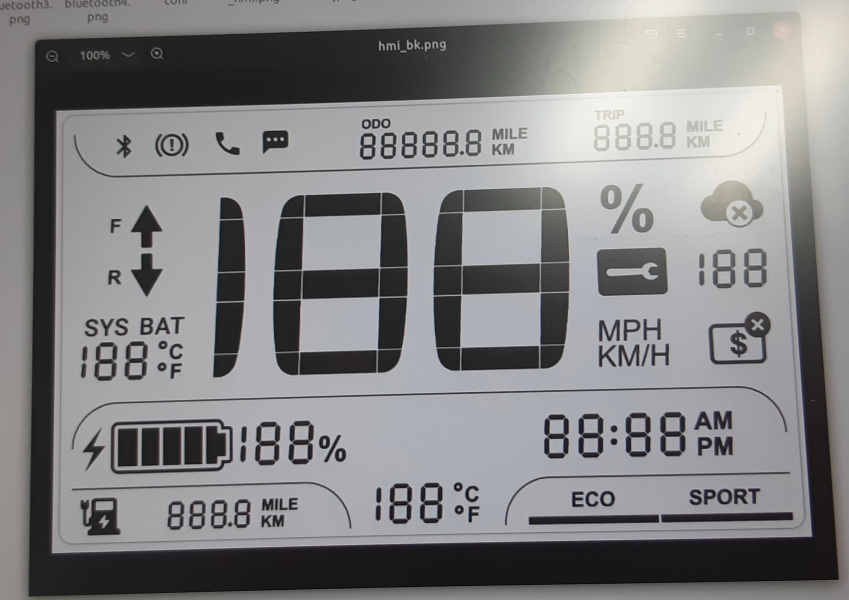 png
bluetooth4.
png
100%
hmi_bk.png
ODO
88888.8 MILE
KM
TRIP
888.8 MILE
KM
F
R
SYS BAT
188 °C
°F
188
%
188
MPH
KM/H
$
188%
88:88 AM
PM
888.8 MILE
KM
188 °C
°F
ECO
SPORT